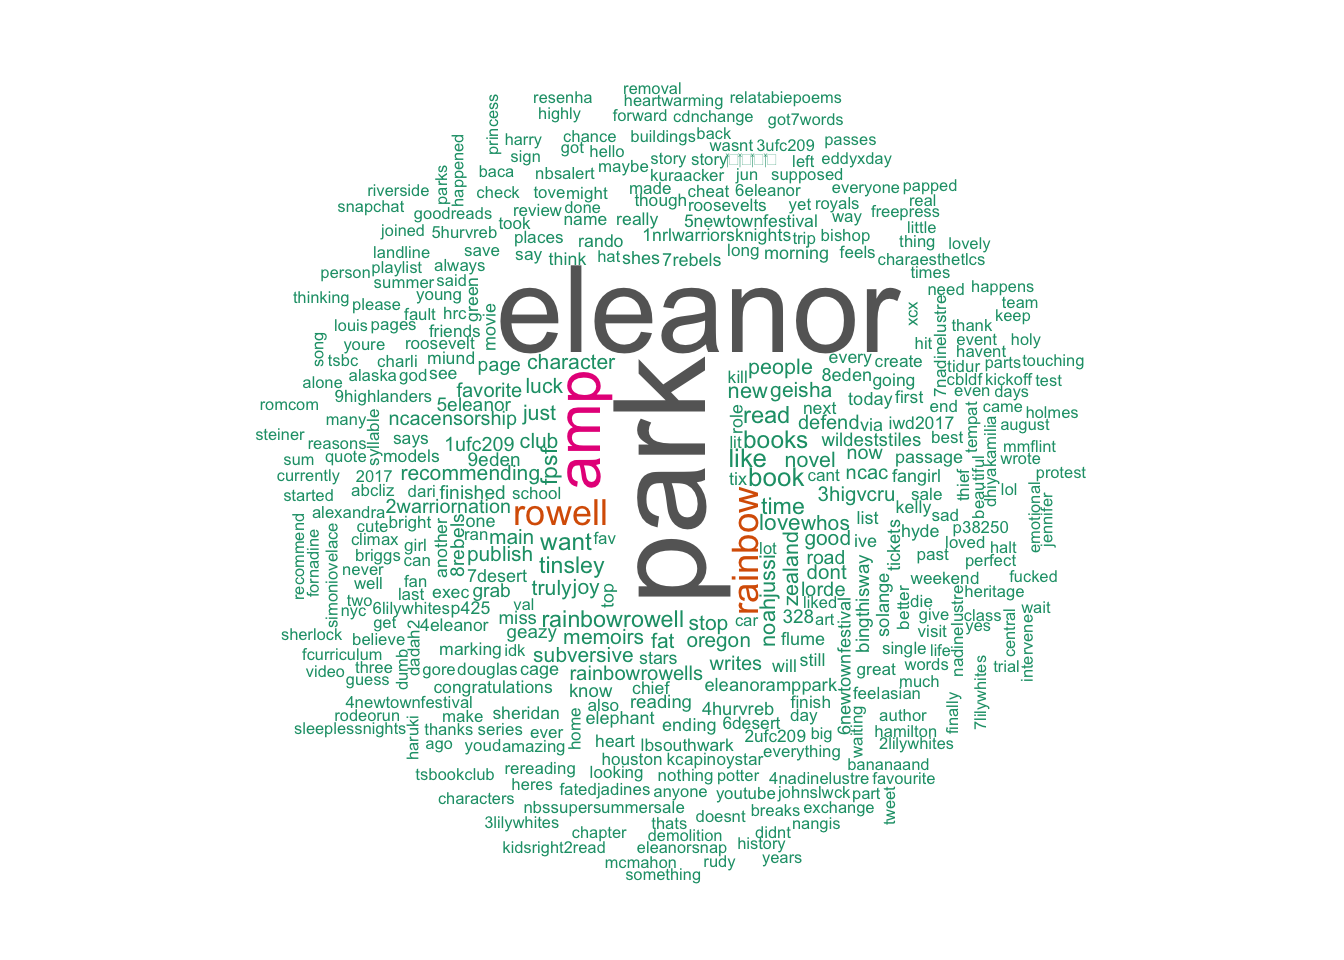 removal
resenha heartwarming relatabiepoems
princess highly forward cdnchange got7words
harry chance buildings back wasnt 3ufc209 passes
happened sign got hello story story left eddyxday
parks baca nbsalert maybe kuraacker jun supposed
riverside check tove might made cheat 6eleanor everyone papped
snapchat goodreads review done though roosevelts yet royals freepress real
joined 5hurvreb took name really 5newtownfestival way little
landline save places rando 1nrlwarriorsknights trip bishop thing lovely
person playlist always say think hat shes 7rebels long morning feels charaesthetlcs
summer said times
thinking please young green need happens
fault hrc movie eleanor xcx 7nadinelustre thank team keep
song louis pages friends hit event holy
youre roosevelt havent
tsbc charli miund page character people every create tidur parts touching
alone alaska god see favorite luck amp park kill new geisha 8eden going cbldf kickoff test
9highlanders 5eleanor just role read next today first even days
romcom many syllable ncacensorship defend via iwd2017 end tempat came holmes
steiner reasons says 1ufc209 club fpsf lit books wildeststiles best dhiyakamilia august
sum quote models 9eden like novel now passage mmflint
currently 2017 recommending tix book cant ncac fangirl thief beautiful wrote protest
started abcliz dari finished school rainbow 3higvcru sale lol
alexandra 2warriornation rowell time kelly sad emotional jennifer
recommend fornadine simoniovelace cute bright another 8rebels one love whos list hyde tickets p38250
climax girl ran main want fav noahjussi zealand lot good ive loved halt
briggs can publish tinsley road past perfect
never 7desert dont weekend fucked
well fan exec grab trulyjoy top lorde solange better heritage
two last val liked die
nyc 6lilywhitesp425 miss rainbowrowell stop car 328 art bingthisway give class wait
get 4eleanor geazy memoirs fat oregon flume visit yes central
sherlock believe dadah2 marking idk single life nadinelustre intervene
fcurriculum three dumb subversive stars writes will still 6newtownfestival great words trial
video guess gore douglas cage rainbowrowells
congratulations know chief eleanoramppark feelasian much 7lilywhites
4newtownfestival also reading 4hurvreb finish
rodeorun make sheridan elephant ending 6desert day waiting author finally
sleeplessnights haruki thanks series ever home 2ufc209 big hamilton
ago youd amazing heart lbsouthwark everything 2lilywhites
houston kcapinoystar bananaand
tsbookclub rereading looking nothing potter 4nadinelustre favourite
heres fatedjadines anyone youtube johnslwck part tweet
characters nbssupersummersale doesnt breaks exchange
3lilywhites chapter thats didnt nangis
demolition history
kidsright2read eleanorsnap years
mcmahon rudy
something